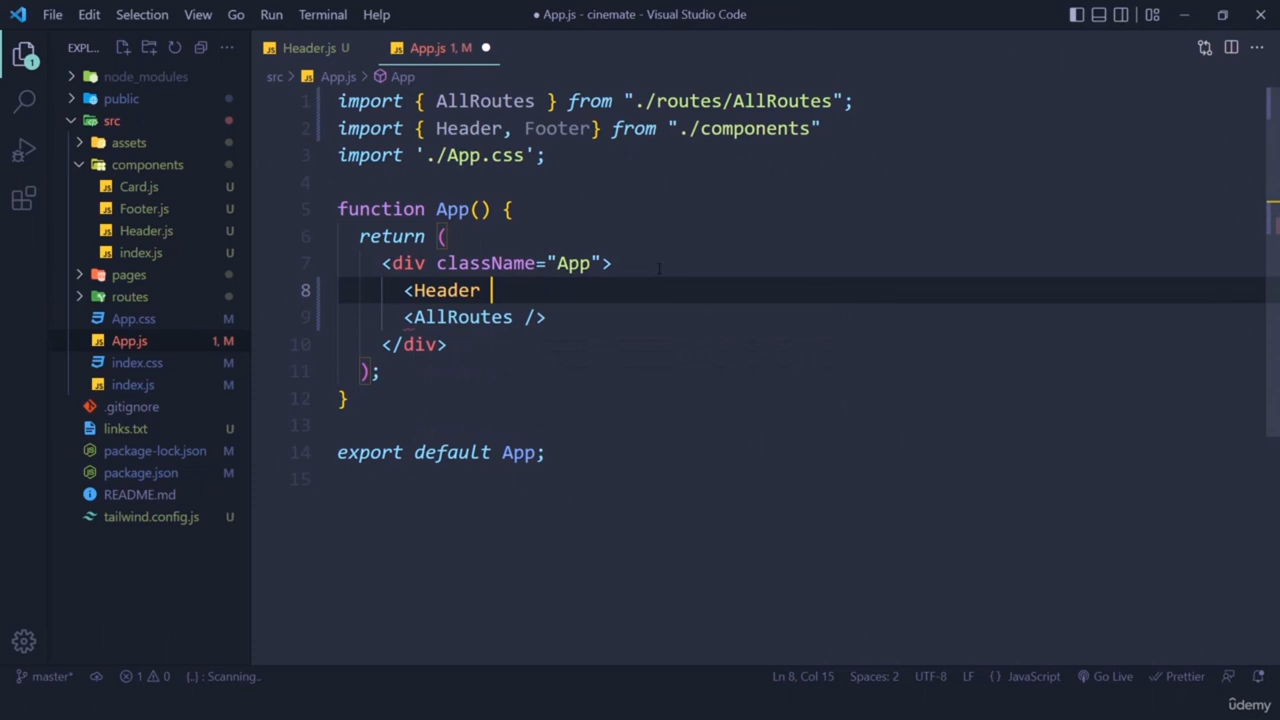 File Edit Selection View Go Run Terminal Help
● App.js - cinemate - Visual Studio Code
EXPL...
1
node_modules
public
src
assets
components
Card.js U
Footer.js U
Header.js U
index.js U
pages
routes
App.css M
App.js 1, M
index.css M
index.js M
.gitignore
links.txt U
package-lock.json M
package.json M
README.md
tailwind.config.js U
Header.js U
App.js 1, M
src > App.js > App
1 import { AllRoutes } from "./routes/AllRoutes";
2 import { Header, Footer} from "./components"
3 import './App.css';
4
5 function App() {
6 return (
7 <div className="App">
8 <Header
9 <AllRoutes />
10 </div>
11 );
12 }
13
14 export default App;
15
master* 1 0 {..} : Scanning.. Ln 8, Col 15 Spaces: 2 UTF-8 LF { } JavaScript Go Live Prettier
ûdemy